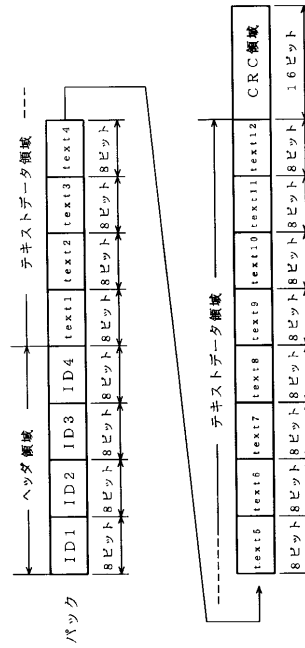 ヘッダ領域 テキストデータ領域
パック ID1 ID2 ID3 ID4 text1 text2 text3 text4
8ビット 8ビット 8ビット 8ビット 8ビット 8ビット 8ビット 8ビット
テキストデータ領域
text5 text6 text7 text8 text9 text10 text11 text12 CRC領域
8ビット 8ビット 8ビット 8ビット 8ビット 8ビット 8ビット 8ビット 16ビット